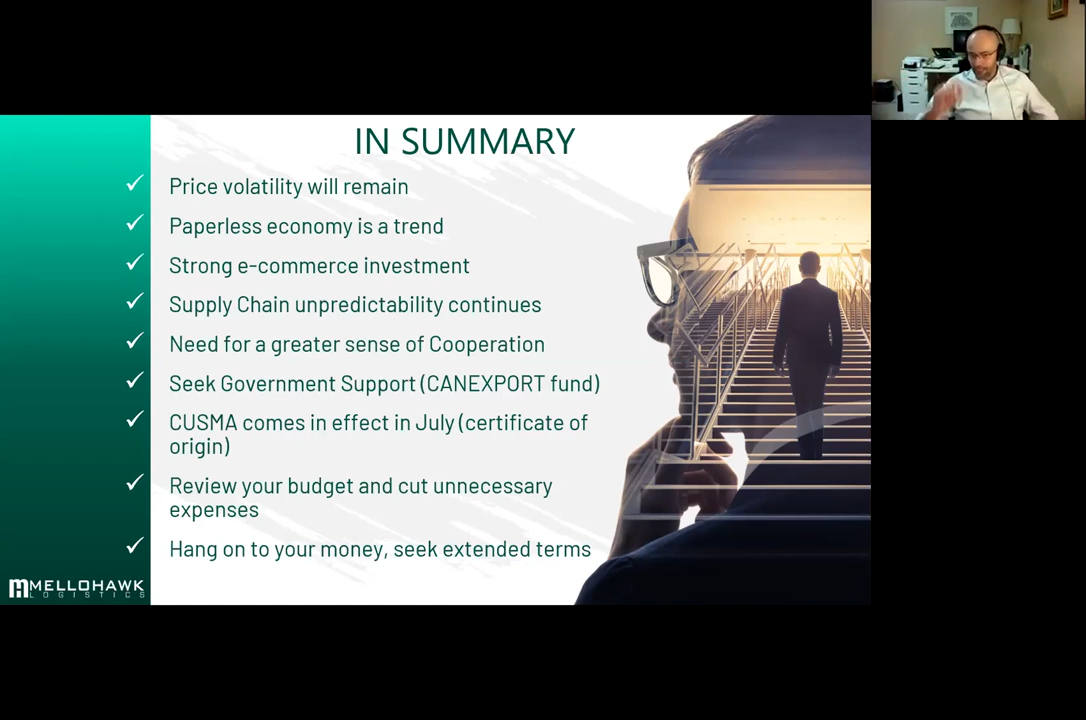 IN SUMMARY
Price volatility will remain
Paperless economy is a trend
Strong e-commerce investment
Supply Chain unpredictability continues
Need for a greater sense of Cooperation
Seek Government Support (CANEXPORT fund)
CUSMA comes in effect in July (certificate of
origin)
Review your budget and cut unnecessary
expenses
Hang on to your money, seek extended terms
MELLOHAWK
LOGISTICS